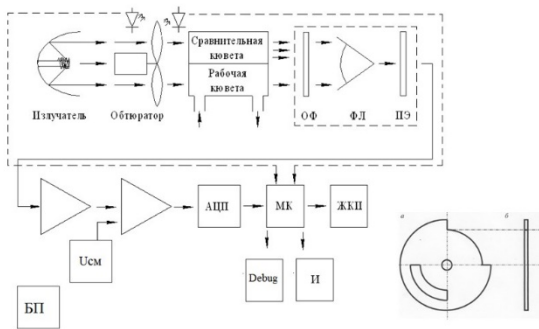 Сравнительная
кювета
Рабочая
кювета
Излучатель
Обтюратор
ОФ
ФЛ
ПЭ
АЦП
МК
ЖКИ
Uсм
Debug
И
БП
а
б